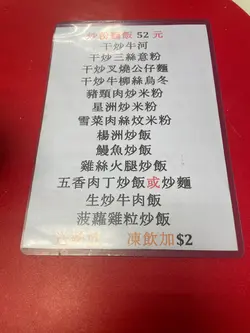 炒粉麵飯 52 元
干炒牛河
干炒三絲意粉
干炒叉燒公仔麵
干炒牛柳絲烏冬
豬頸肉炒米粉
星洲炒米粉
雪菜肉絲炆米粉
楊洲炒飯
鰻魚炒飯
雞絲火腿炒飯
五香肉丁炒飯或炒麵
生炒牛肉飯
菠蘿雞粒炒飯
凍飲加$2